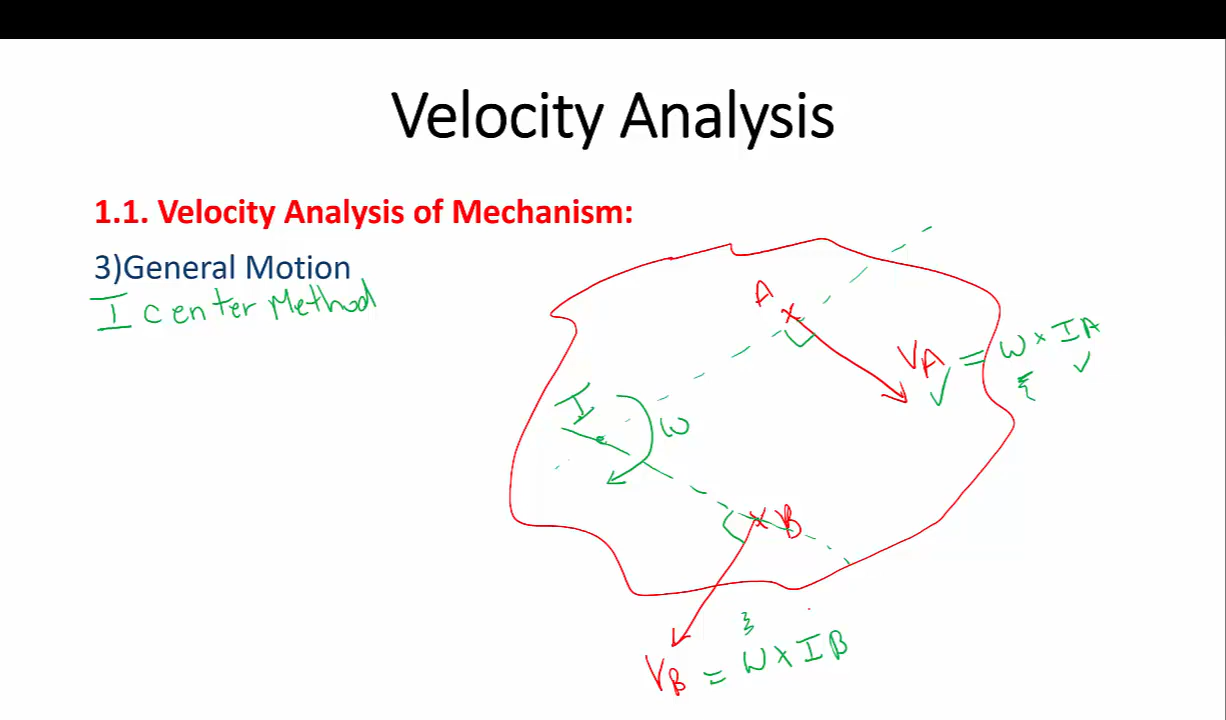 Velocity Analysis
1.1. Velocity Analysis of Mechanism:
3)General Motion
I center Method
A
VA = W × IA
I
W
B
VB = W × IB